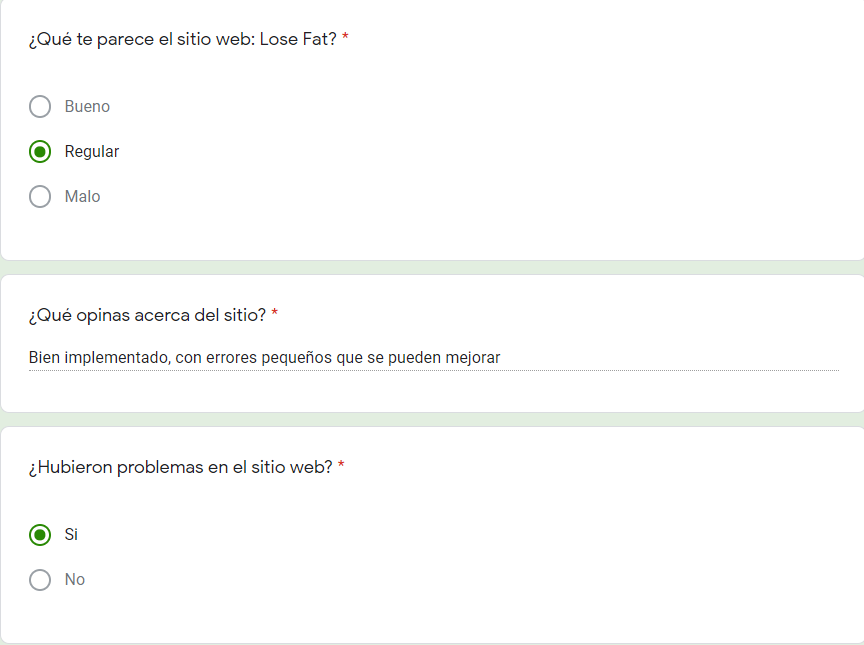 ¿Qué te parece el sitio web: Lose Fat? *
Bueno
Regular
Malo
¿Qué opinas acerca del sitio? *
Bien implementado, con errores pequeños que se pueden mejorar
¿Hubieron problemas en el sitio web? *
Si
No